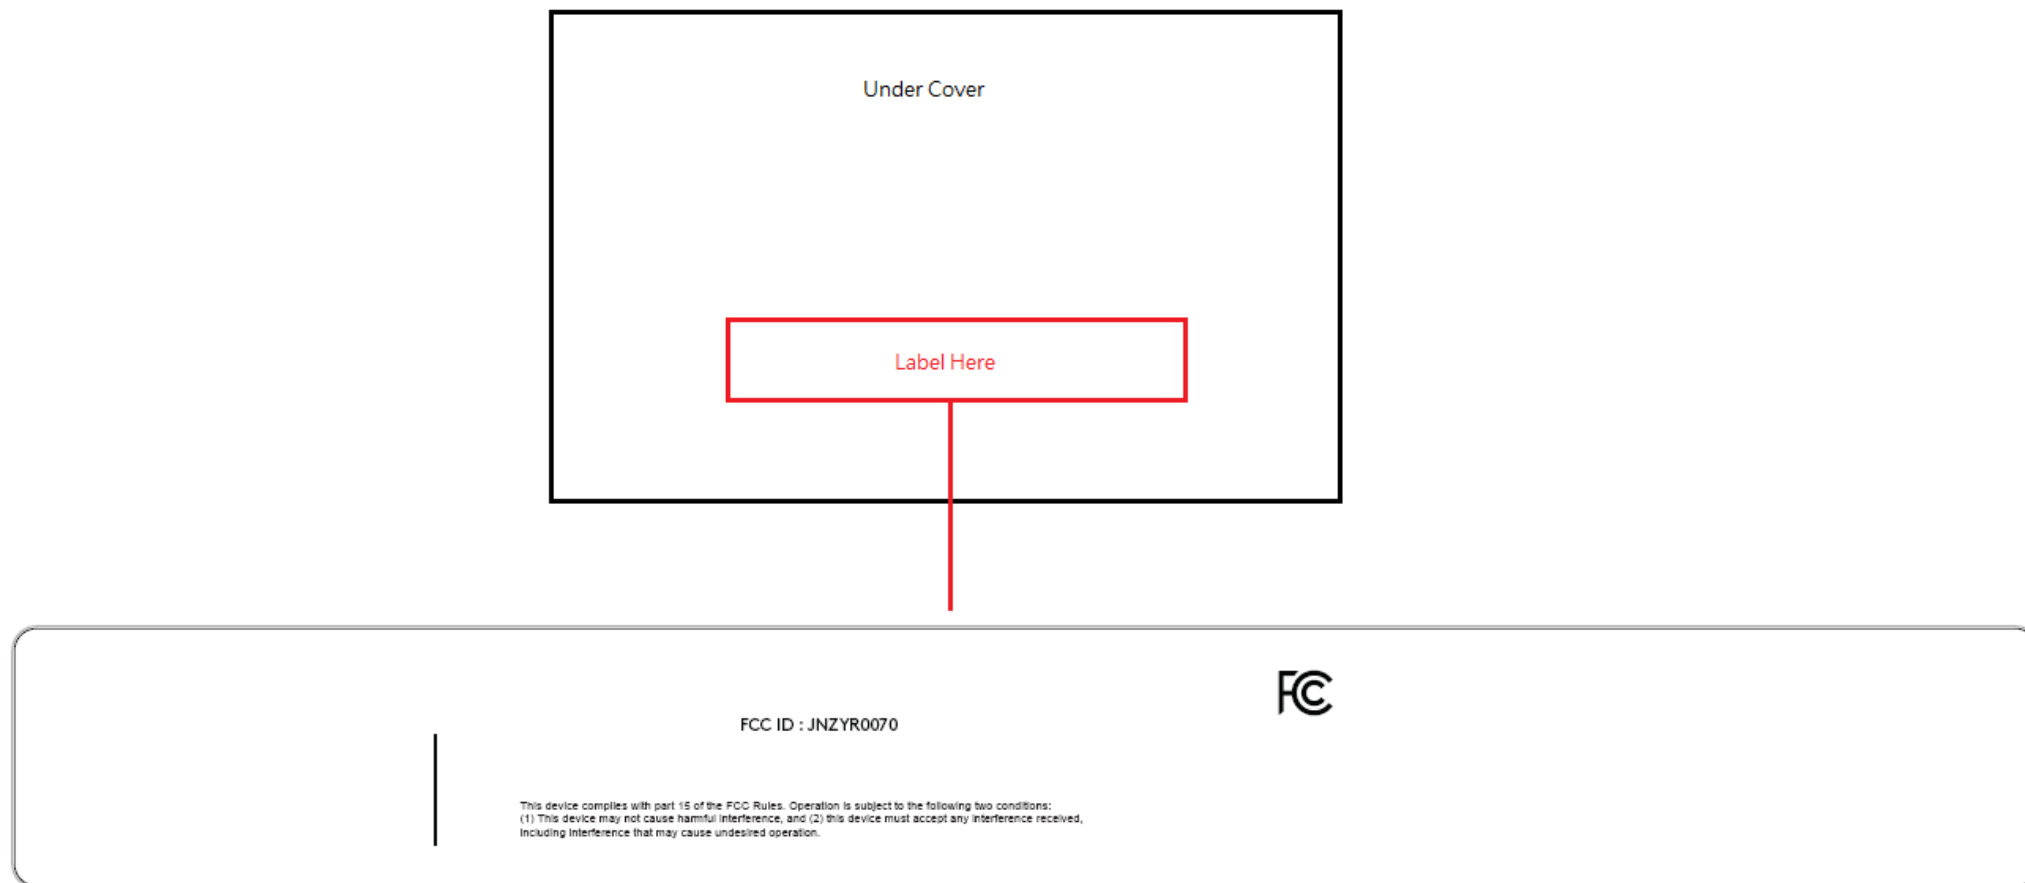 Under Cover
Label Here
FC
FCC ID : JNZYR0070
This device complies with part 15 of the FCC Rules. Operation is subject to the following two conditions:
(1) This device may not cause harmful interference, and (2) this device must accept any interference received,
including interference that may cause undesired operation.